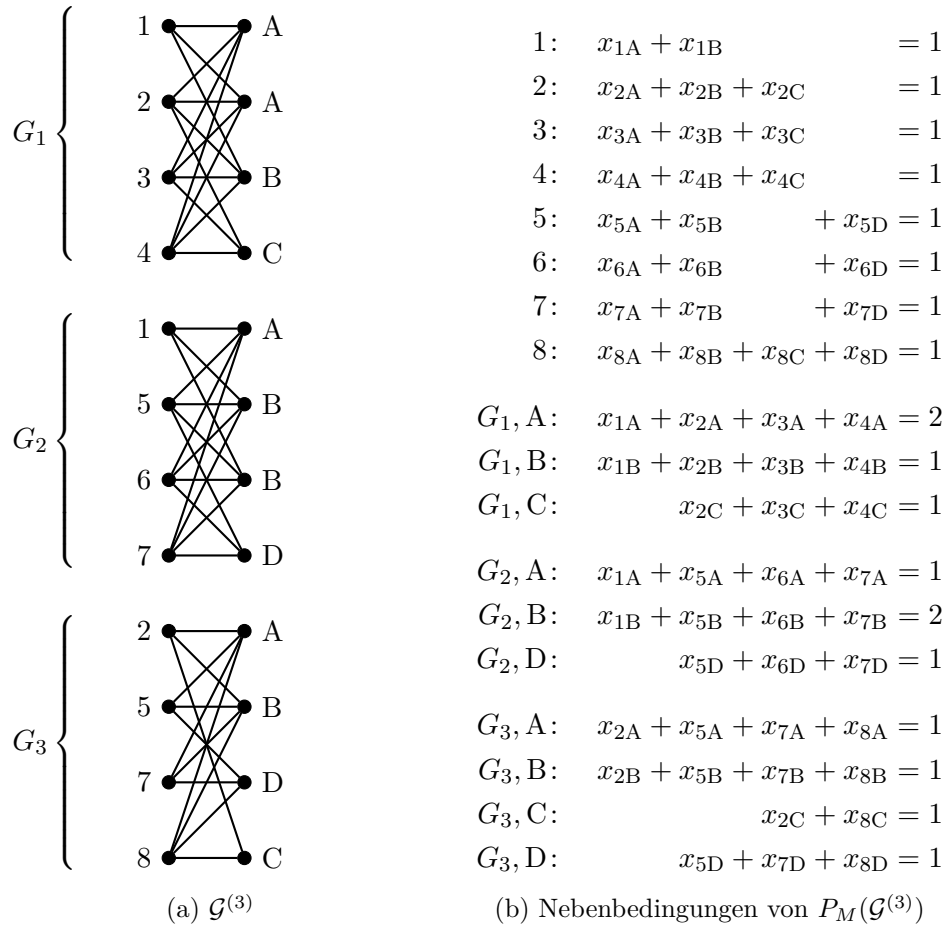 G₁
1 A
2 A
3 B
4 C
G₂
1 A
5 B
6 B
7 D
G₃
2 A
5 B
7 D
8 C
(a) 𝒢⁽³⁾
1: x₁A + x₁B = 1
2: x₂A + x₂B + x₂C = 1
3: x₃A + x₃B + x₃C = 1
4: x₄A + x₄B + x₄C = 1
5: x₅A + x₅B + x₅D = 1
6: x₆A + x₆B + x₆D = 1
7: x₇A + x₇B + x₇D = 1
8: x₈A + x₈B + x₈C + x₈D = 1
G₁, A: x₁A + x₂A + x₃A + x₄A = 2
G₁, B: x₁B + x₂B + x₃B + x₄B = 1
G₁, C: x₂C + x₃C + x₄C = 1
G₂, A: x₁A + x₅A + x₆A + x₇A = 1
G₂, B: x₁B + x₅B + x₆B + x₇B = 2
G₂, D: x₅D + x₆D + x₇D = 1
G₃, A: x₂A + x₅A + x₇A + x₈A = 1
G₃, B: x₂B + x₅B + x₇B + x₈B = 1
G₃, C: x₂C + x₈C = 1
G₃, D: x₅D + x₇D + x₈D = 1
(b) Nebenbedingungen von P_M(𝒢⁽³⁾)